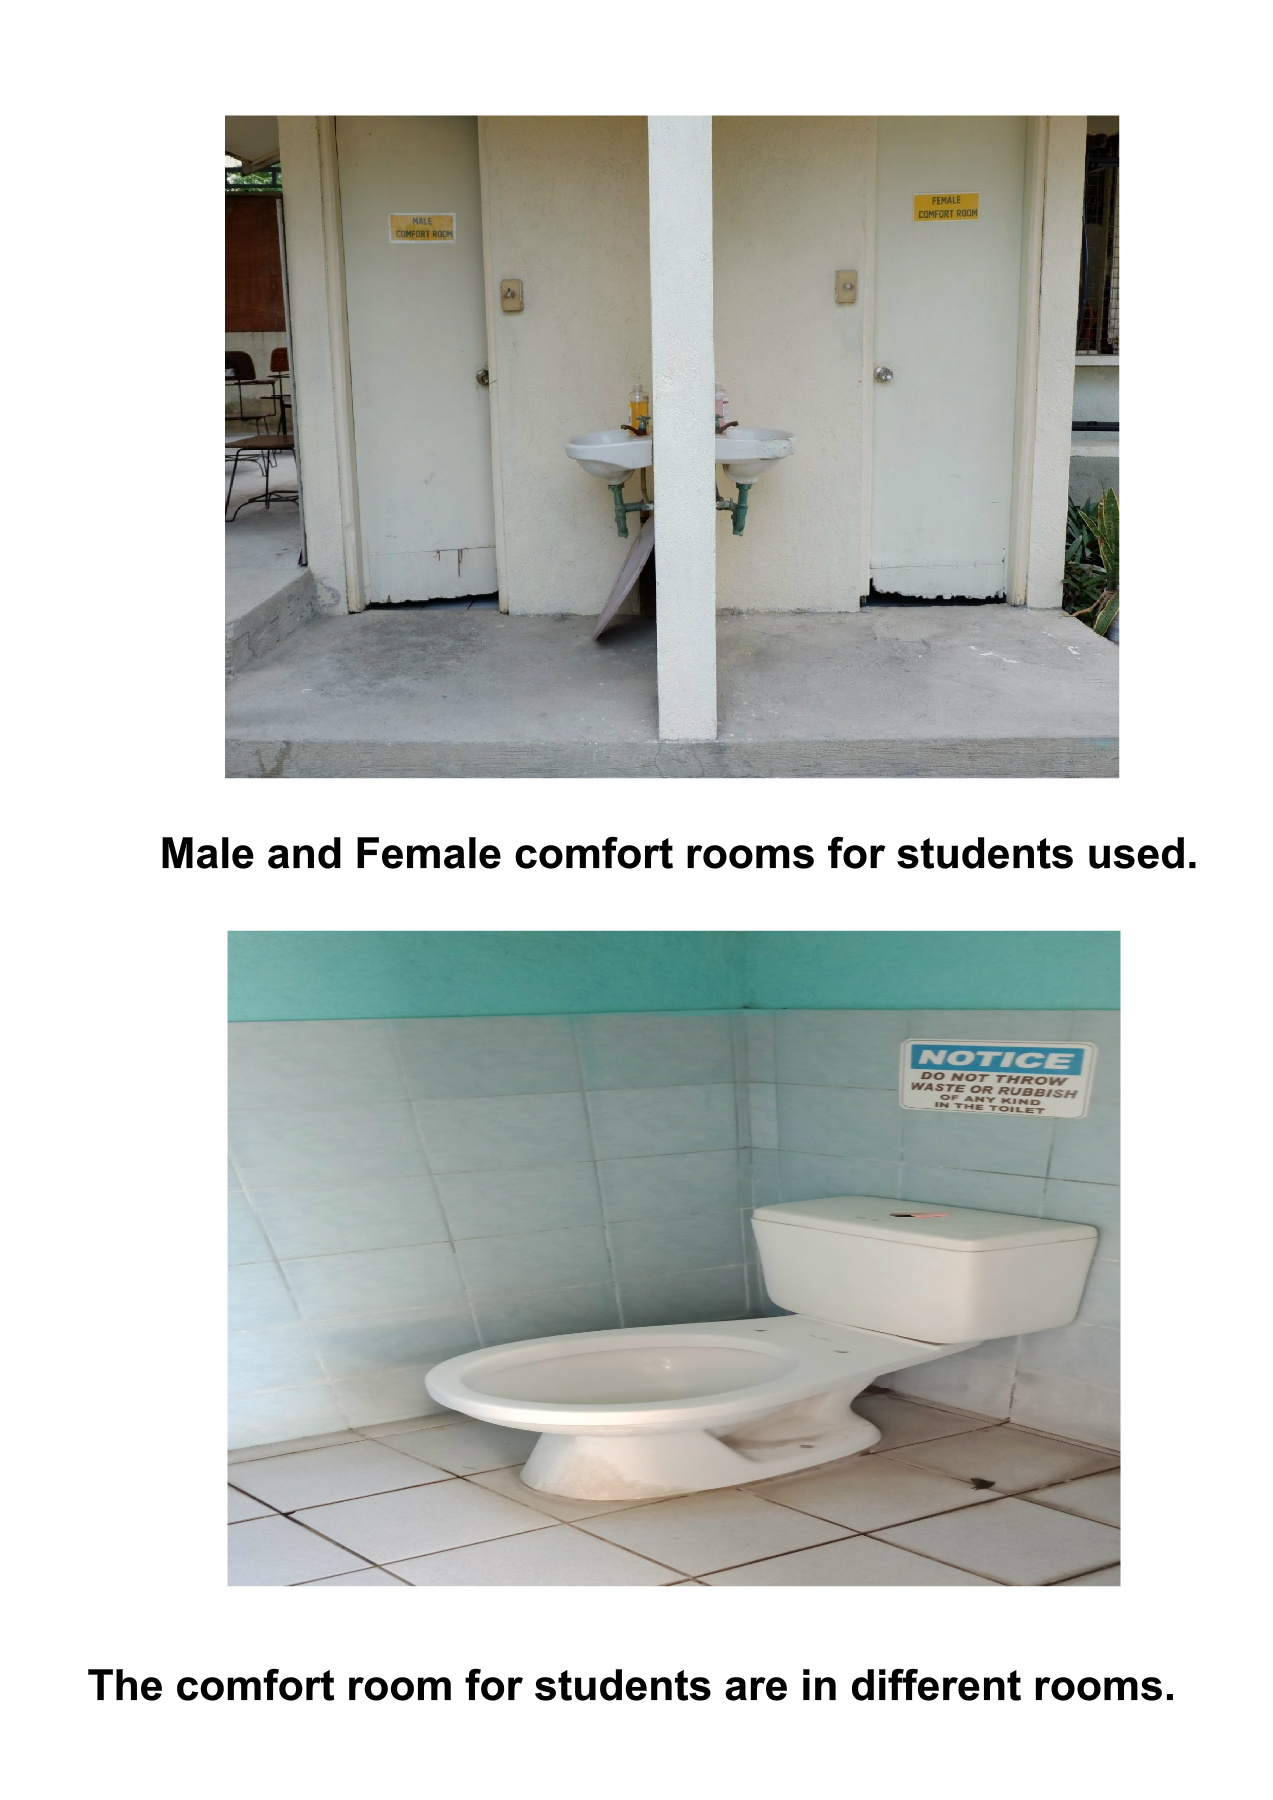 MALE
COMFORT ROOM
FEMALE
COMFORT ROOM
Male and Female comfort rooms for students used.
NOTICE
DO NOT THROW
WASTE OR RUBBISH
OF ANY KIND
IN THE TOILET
The comfort room for students are in different rooms.